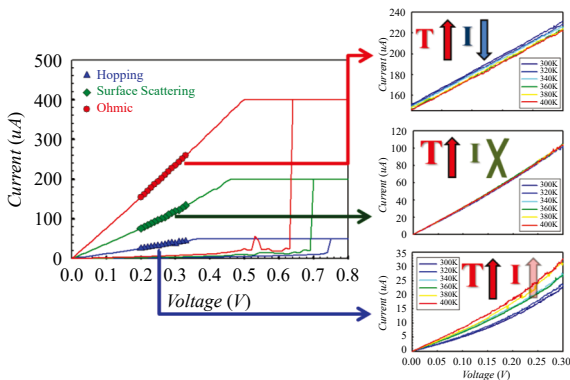 500
400
300
200
100
0
0.0 0.1 0.2 0.3 0.4 0.5 0.6 0.7 0.8
Current (uA)
Voltage (V)
Hopping
Surface Scattering
Ohmic
240
220
200
180
160
Current (uA)
T I
300K
320K
340K
360K
380K
400K
120
100
80
60
40
20
0
Current (uA)
T I
300K
320K
340K
360K
380K
400K
35
30
25
20
15
10
5
0
Current (uA)
300K
320K
340K
360K
380K
400K
T I
0.00 0.05 0.10 0.15 0.20 0.25 0.30
Voltage (V)